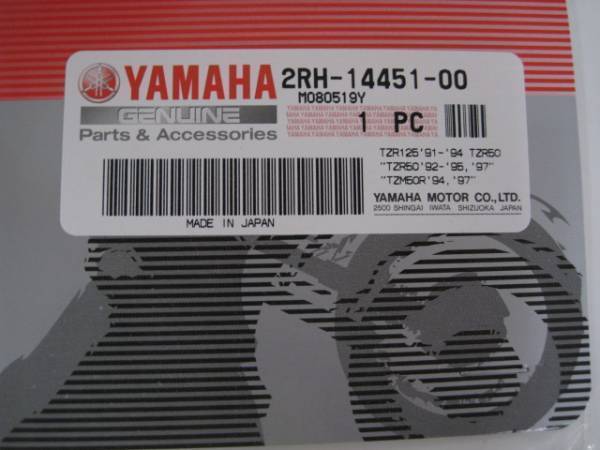 YAMAHA 2RH-14451-00
M080519Y
GENUINE
Parts & Accessories
1 PC
TZR125'91-'94 TZR50
"TZR50'92-'95,'97"
"TZM50R'94,'97"
YAMAHA MOTOR CO.,LTD.
2500 SHINGAI IWATA SHIZUOKA JAPAN
MADE IN JAPAN